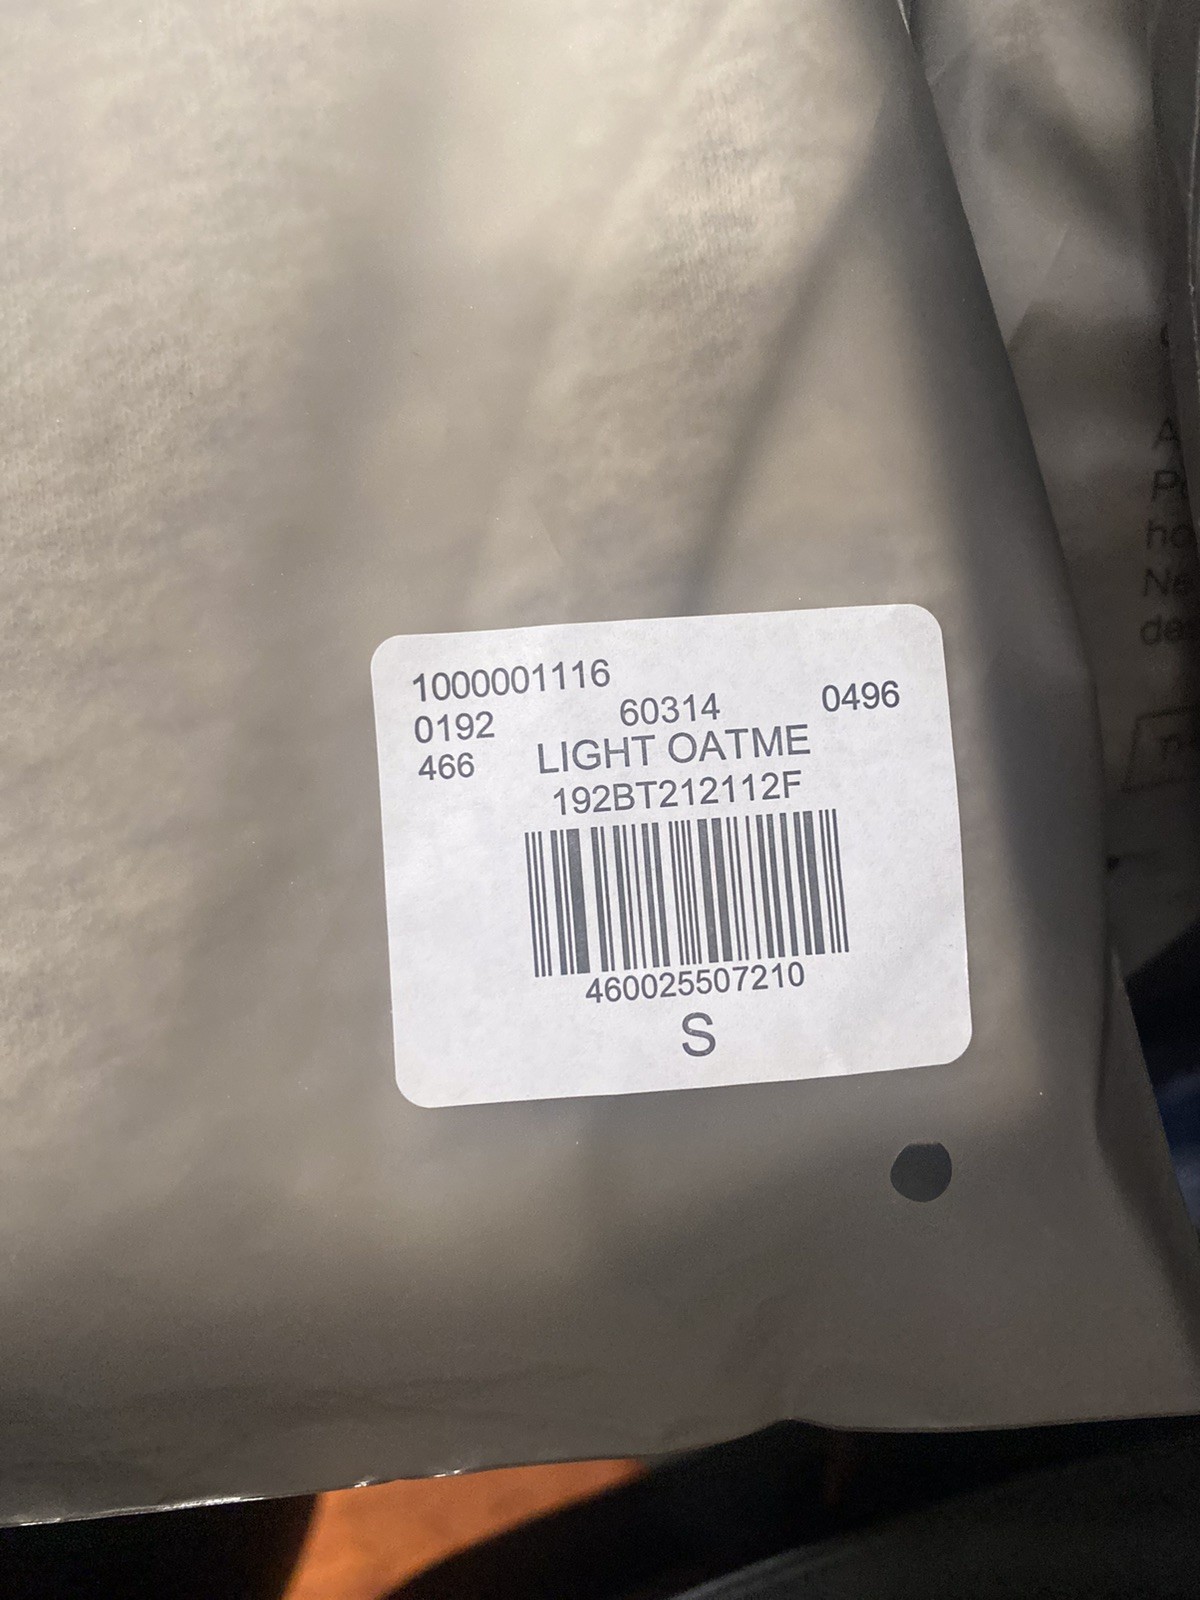 1000001116
0192 60314 0496
466 LIGHT OATME
192BT212112F
460025507210
S